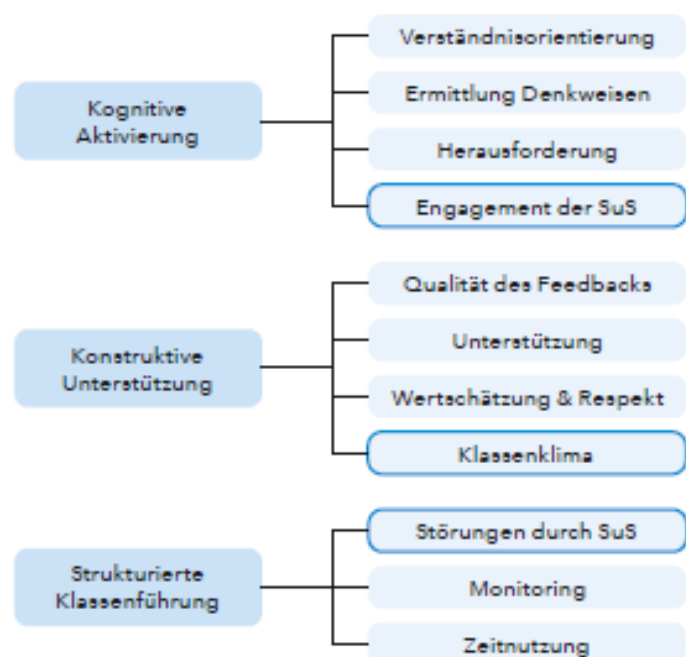 Kognitive
Aktivierung
Verständnisorientierung
Ermittlung Denkweisen
Herausforderung
Engagement der SuS
Konstruktive
Unterstützung
Qualität des Feedbacks
Unterstützung
Wertschätzung & Respekt
Klassenklima
Strukturierte
Klassenführung
Störungen durch SuS
Monitoring
Zeitnutzung